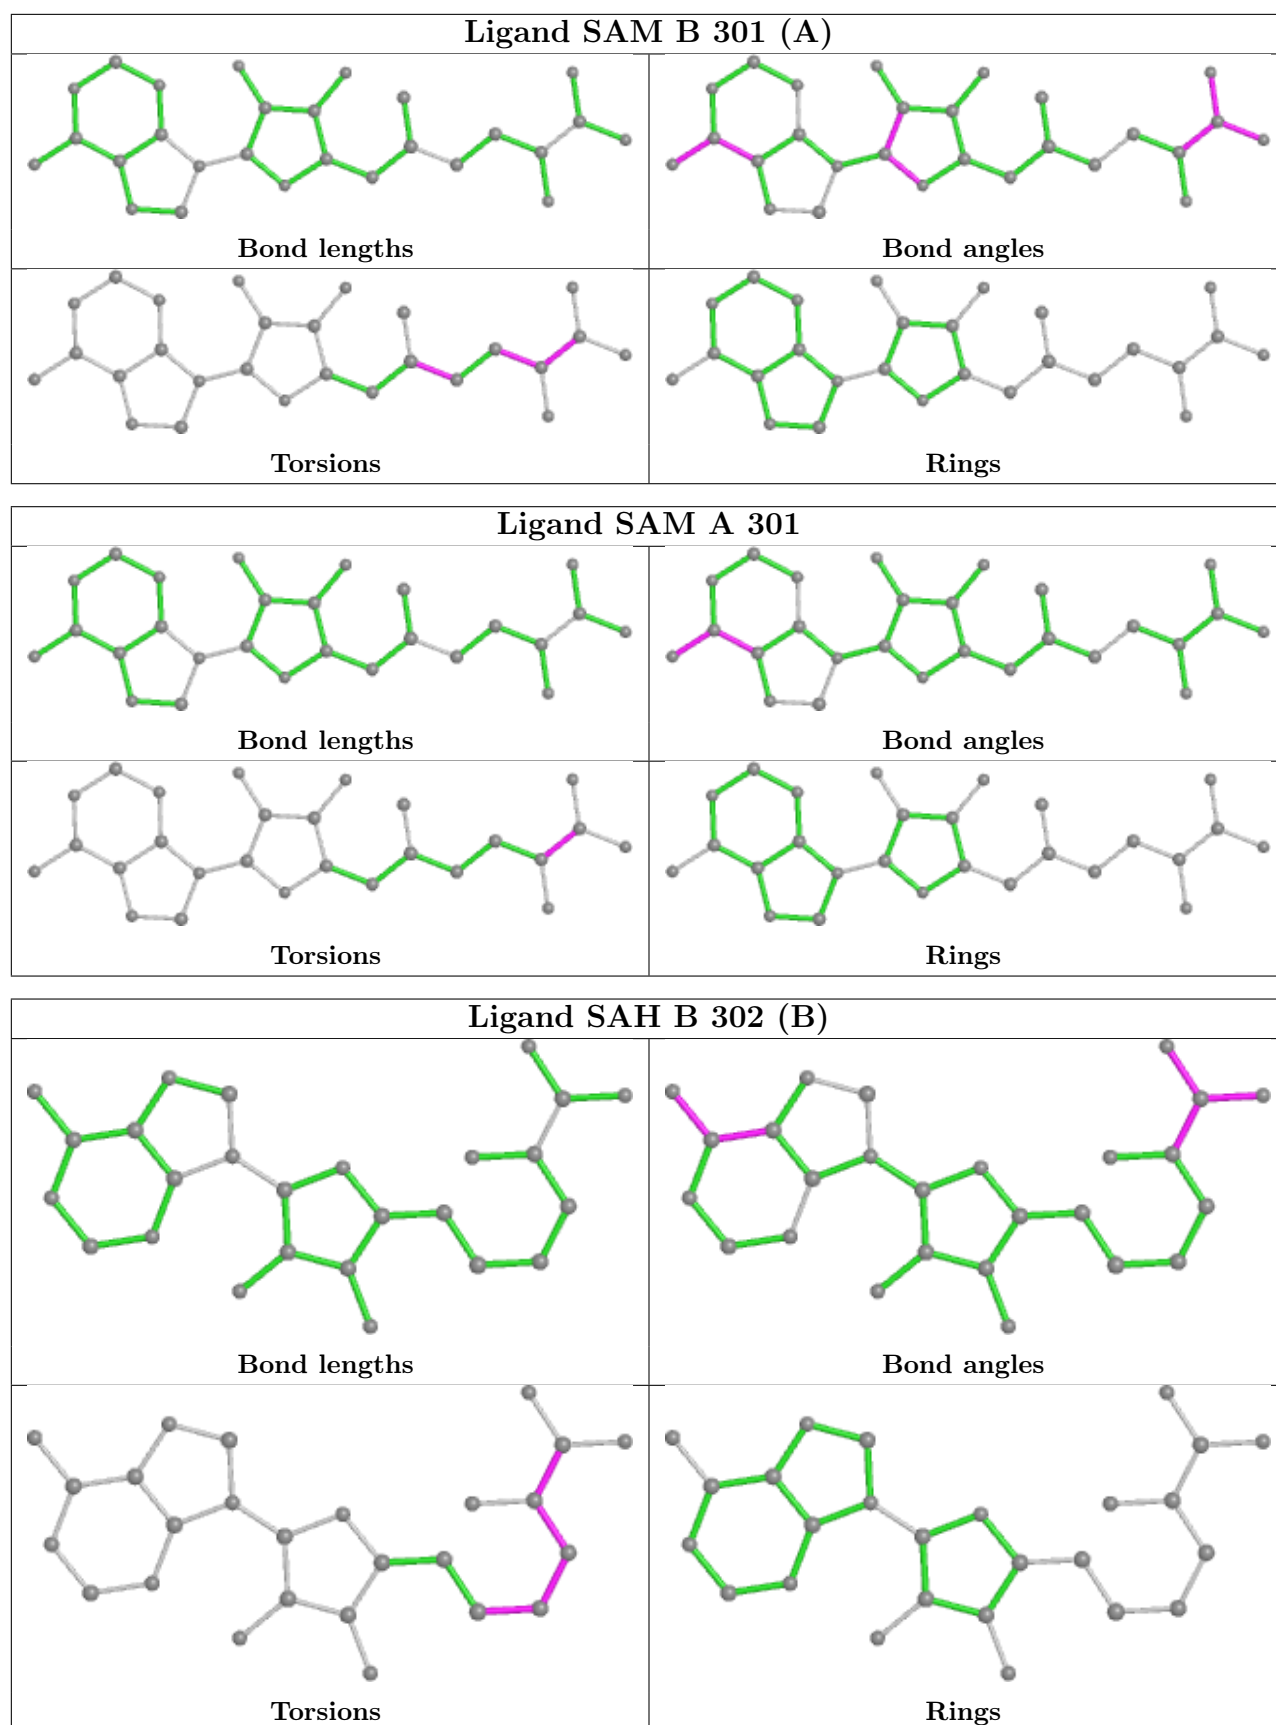 Ligand SAM B 301 (A)
Bond lengths
Bond angles
Torsions
Rings
Ligand SAM A 301
Bond lengths
Bond angles
Torsions
Rings
Ligand SAH B 302 (B)
Bond lengths
Bond angles
Torsions
Rings